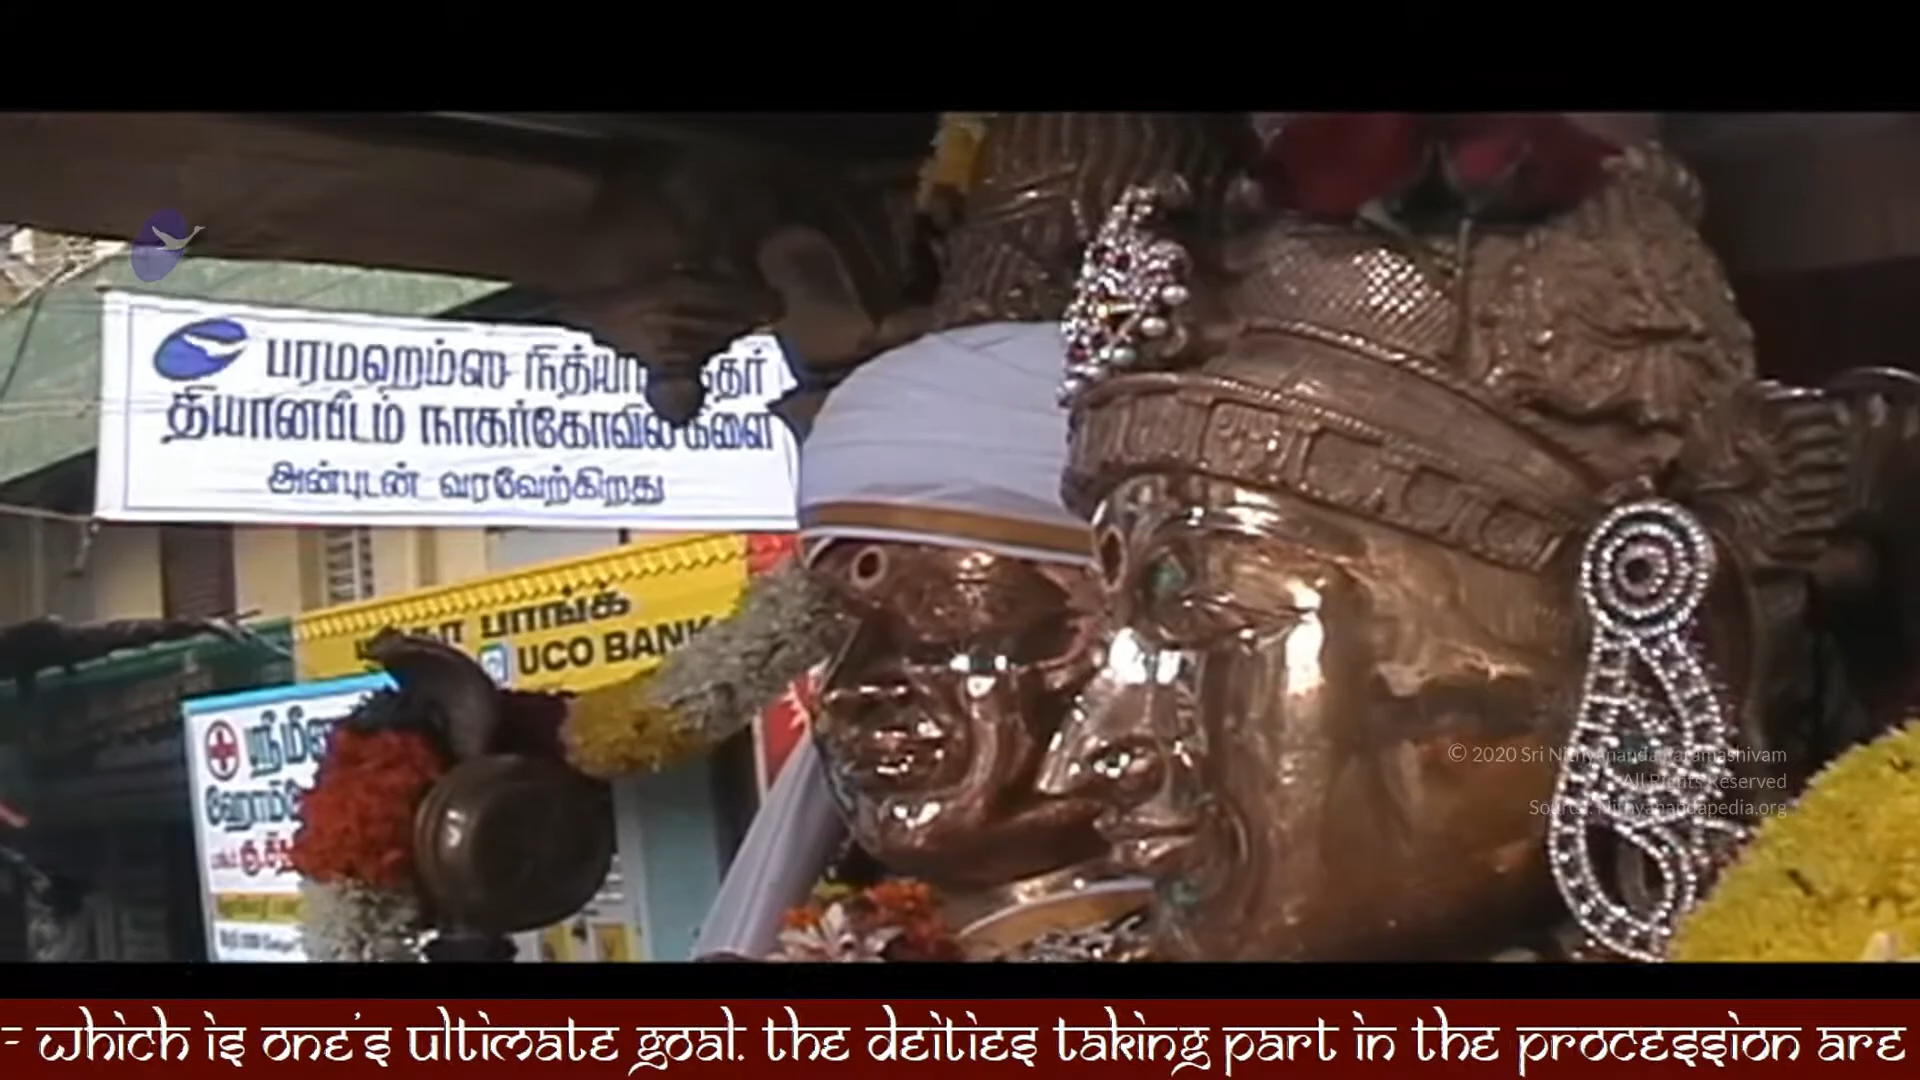 பரமஹம்ஸ
தியானபீடம் நாகர்கோவில் கிளை
அன்புடன் வரவேற்கிறது
பாங்க்
UCO BANK
© 2020 Sri Nithyananda Paramashivam
All Rights Reserved
Source: Nithyanandapedia.org
- which is one's ultimate goal. the deities taking part in the procession are